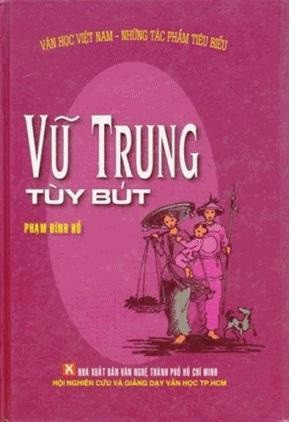 VĂN HỌC VIỆT NAM - NHỮNG TÁC PHẨM TIÊU BIỂU
VŨ TRUNG
TÙY BÚT
PHẠM ĐÌNH HỔ
NHÀ XUẤT BẢN VĂN NGHỆ THÀNH PHỐ HỒ CHÍ MINH
HỘI NGHIÊN CỨU VÀ GIẢNG DẠY VĂN HỌC TP.HCM